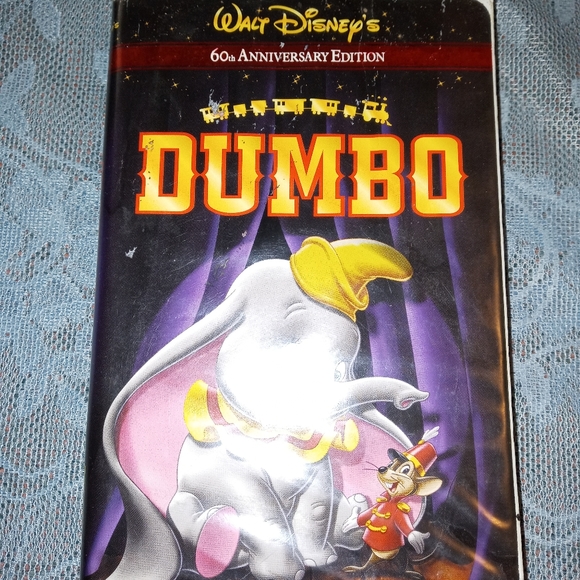 Walt Disney's
60th Anniversary Edition
DUMBO